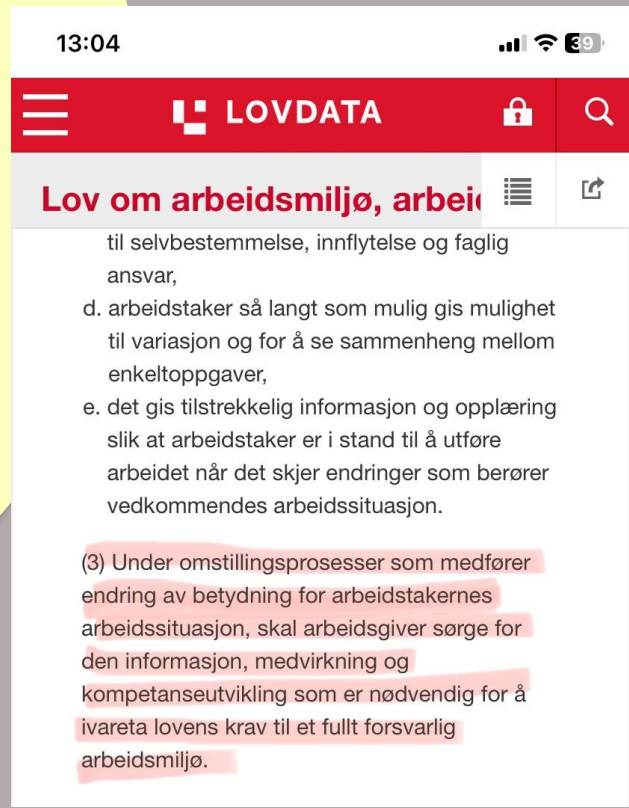 13:04
39
LOVDATA
Lov om arbeidsmiljø, arbei
til selvbestemmelse, innflytelse og faglig
ansvar,
d. arbeidstaker så langt som mulig gis mulighet
til variasjon og for å se sammenheng mellom
enkeltoppgaver,
e. det gis tilstrekkelig informasjon og opplæring
slik at arbeidstaker er i stand til å utføre
arbeidet når det skjer endringer som berører
vedkommendes arbeidssituasjon.
(3) Under omstillingsprosesser som medfører
endring av betydning for arbeidstakernes
arbeidssituasjon, skal arbeidsgiver sørge for
den informasjon, medvirkning og
kompetanseutvikling som er nødvendig for å
ivareta lovens krav til et fullt forsvarlig
arbeidsmiljø.